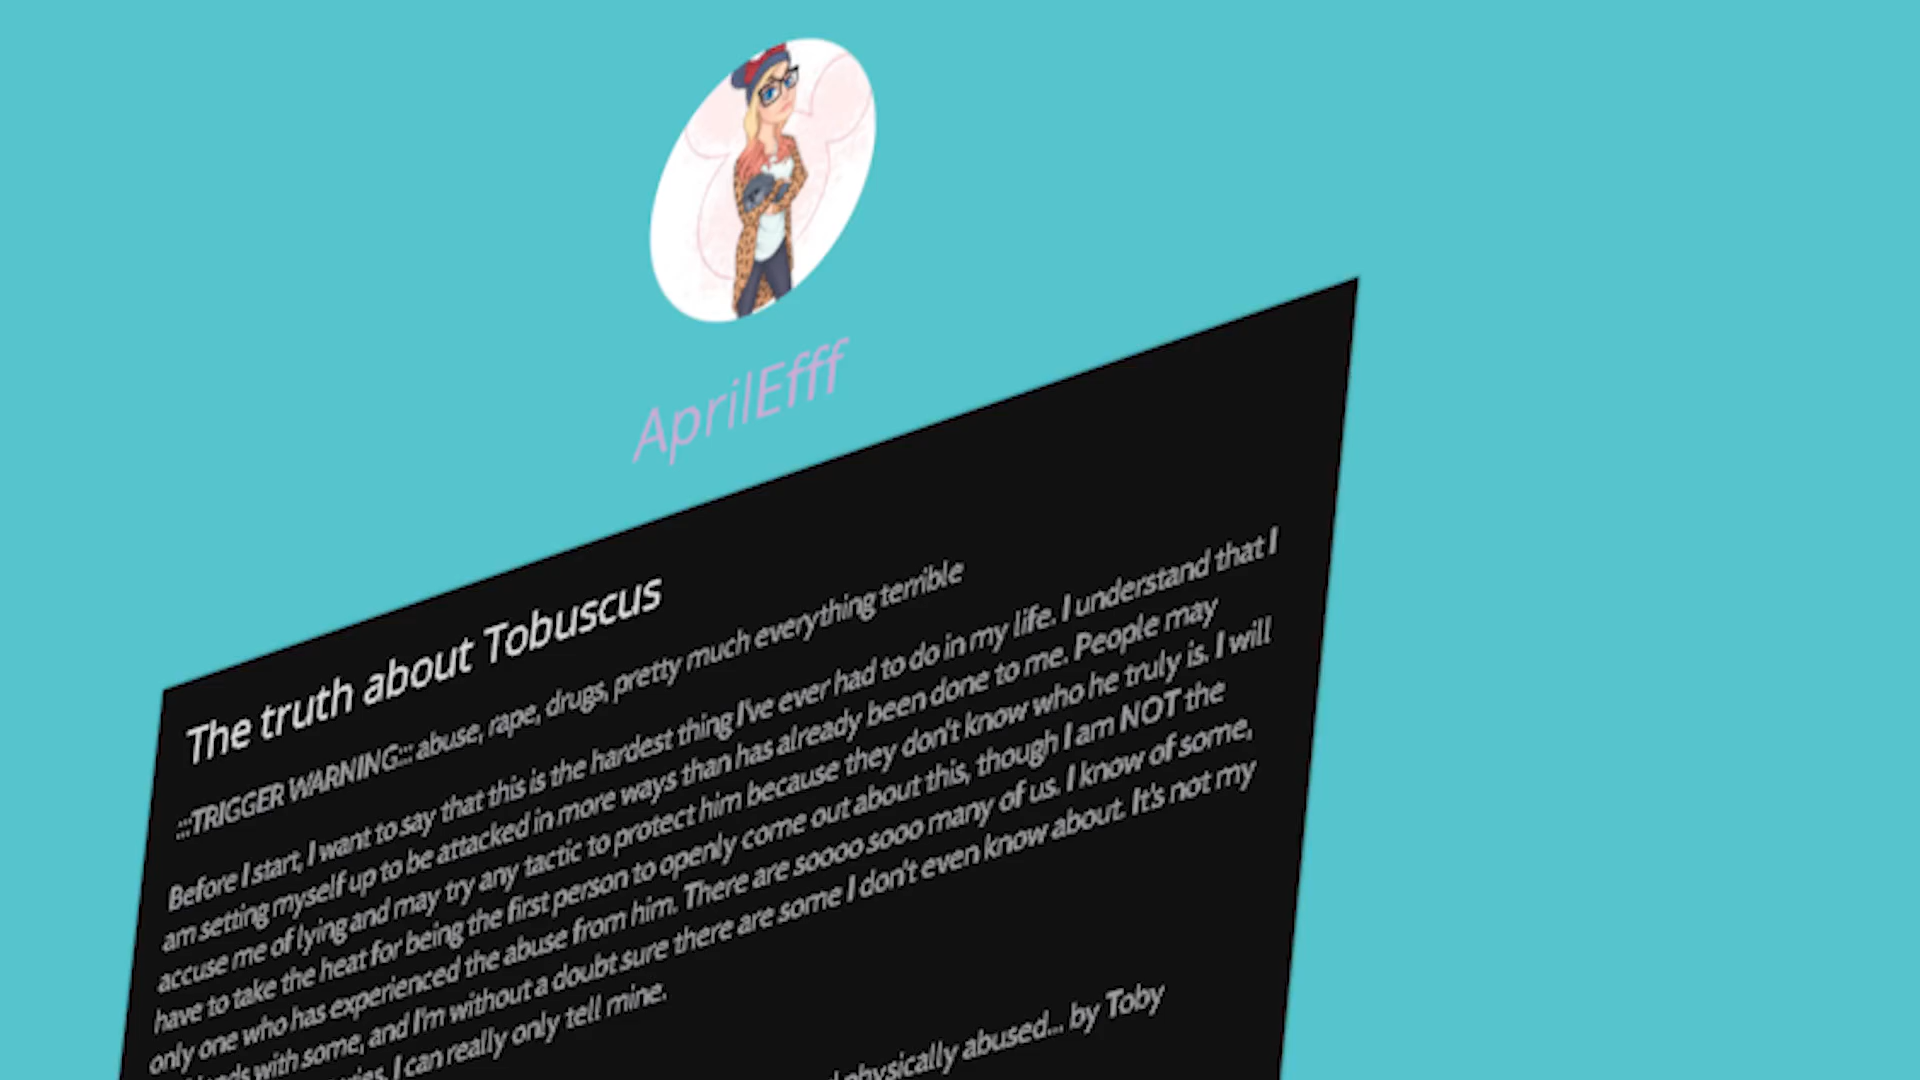 AprilEfff
The truth about Tobuscus
:::TRIGGER WARNING::: abuse, rape, drugs, pretty much everything terrible
Before I start, I want to say that this is the hardest thing I've ever had to do in my life. I understand that I
am setting myself up to be attacked in more ways than has already been done to me. People may
accuse me of lying and may try any tactic to protect him because they don't know who he truly is. I will
have to take the heat for being the first person to openly come out about this, though I am NOT the
only one who has experienced the abuse from him. There are soooo sooo many of us. I know of some,
with some, and I'm without a doubt sure there are some I don't even know about. It's not my
I can really only tell mine.
physically abused... by Toby